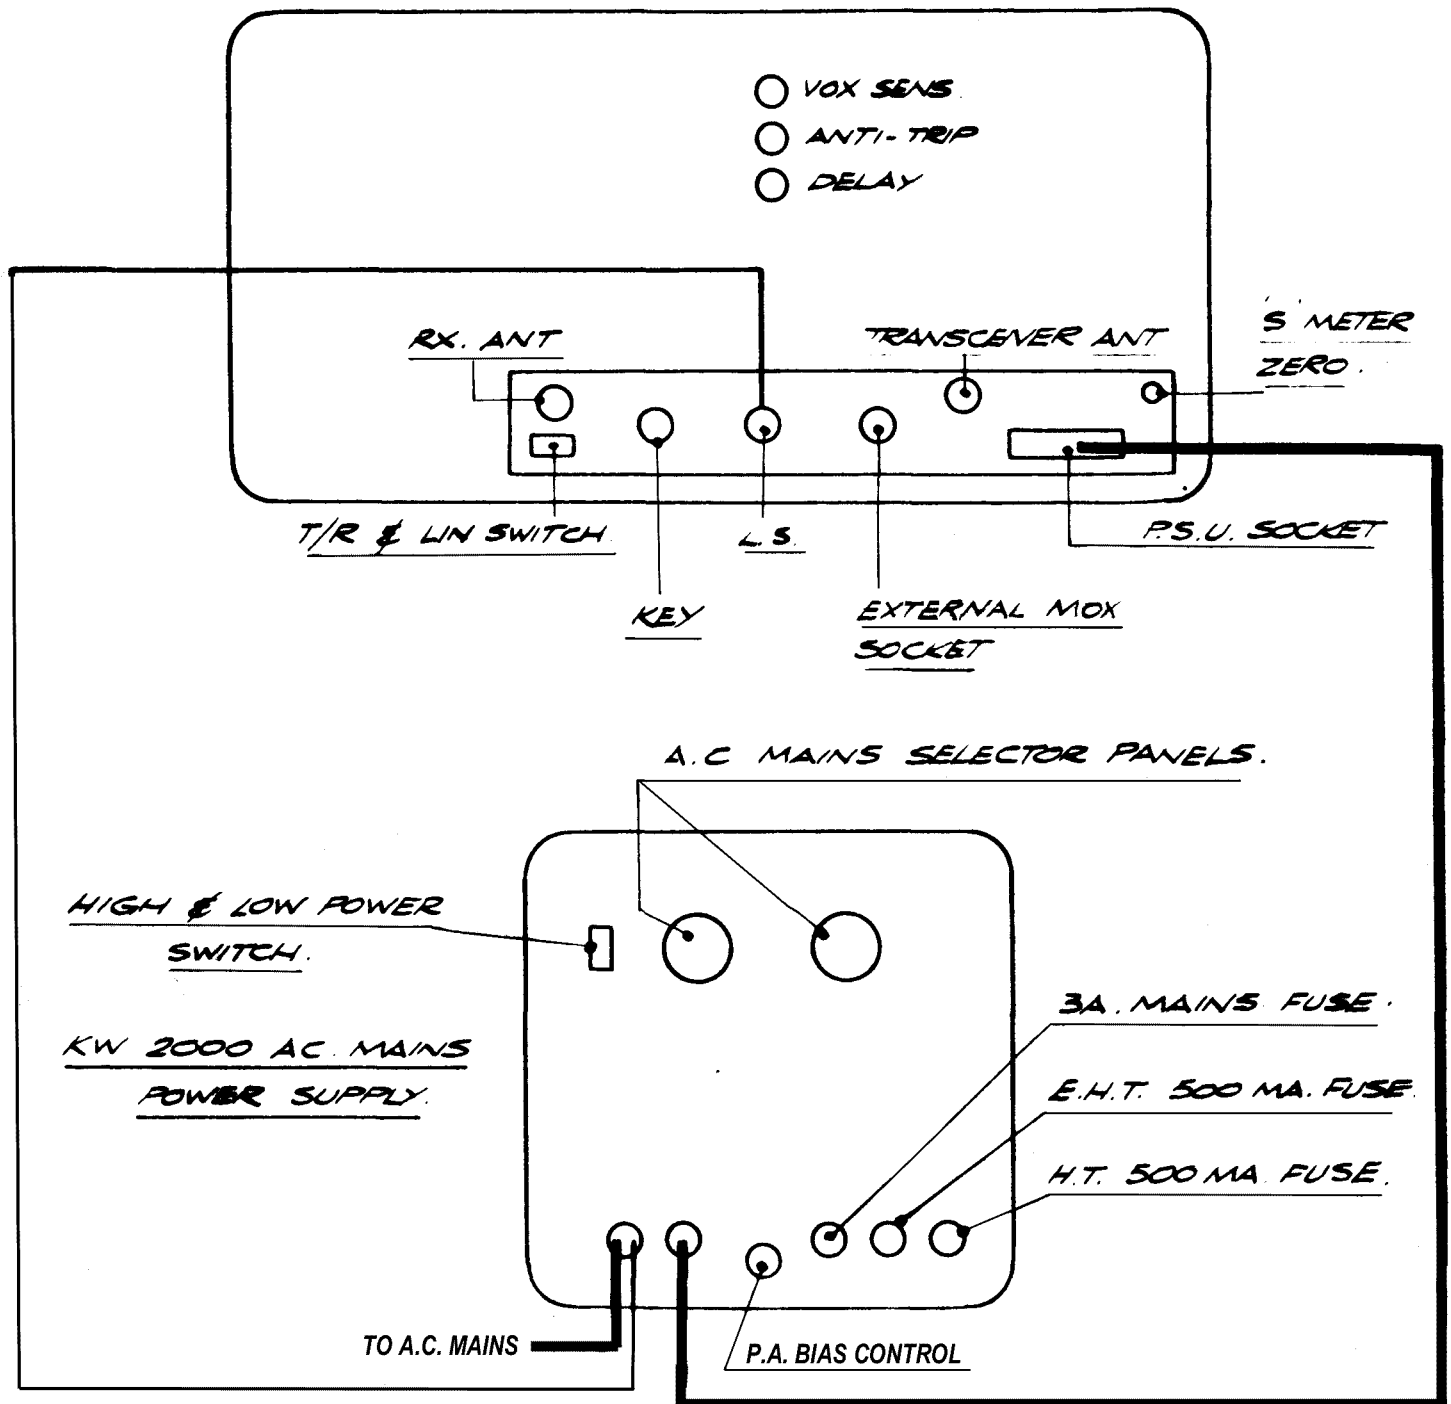 VOX SENS.
ANTI-TRIP
DELAY
RX. ANT
TRANSCEVER ANT
'S' METER
ZERO.
T/R & LIN SWITCH.
L.S.
P.S.U. SOCKET
KEY
EXTERNAL MOX
SOCKET
A.C MAINS SELECTOR PANELS.
HIGH & LOW POWER
SWITCH.
3A. MAINS FUSE.
KW 2000 AC. MAINS
POWER SUPPLY.
E.H.T. 500 MA. FUSE.
H.T. 500 MA. FUSE.
TO A.C. MAINS
P.A. BIAS CONTROL